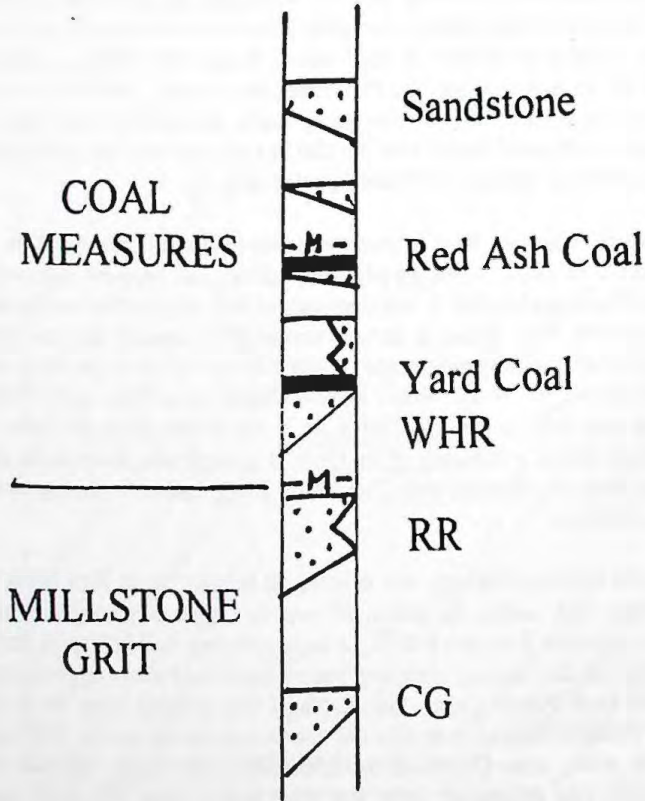 Sandstone
COAL
MEASURES
M
Red Ash Coal
Yard Coal
WHR
M
RR
MILLSTONE
GRIT
CG